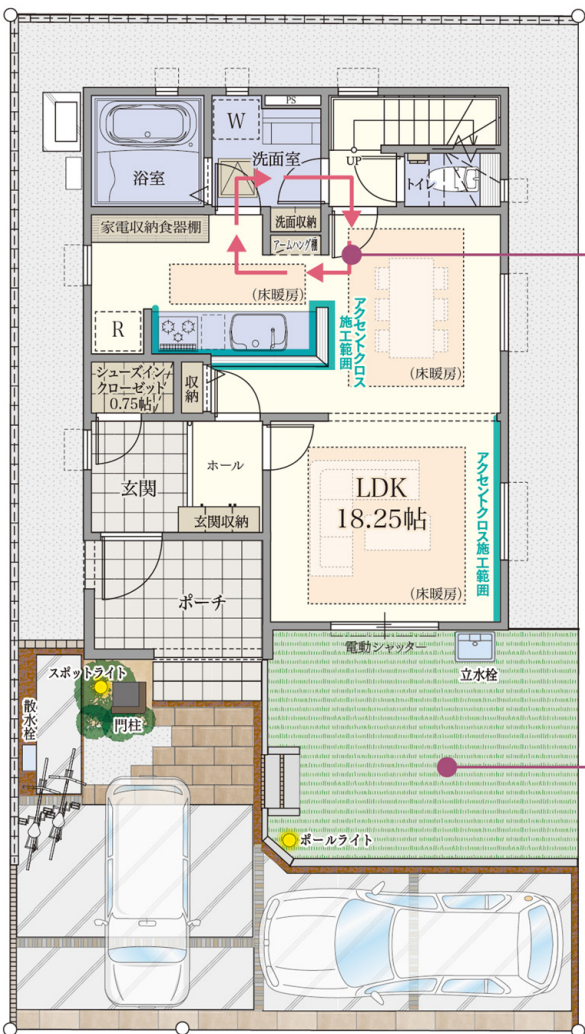 PS
W
浴室
洗面室
UP
トイレ
洗面収納
家電収納食器棚
アームハング棚
(床暖房)
アクセントクロス
施工範囲
R
(床暖房)
シューズイン
クローゼット
0.75帖
収納
ホール
玄関
玄関収納
LDK
18.25帖
アクセントクロス施工範囲
(床暖房)
ポーチ
電動シャッター
立水栓
スポットライト
散水栓
門柱
ポールライト